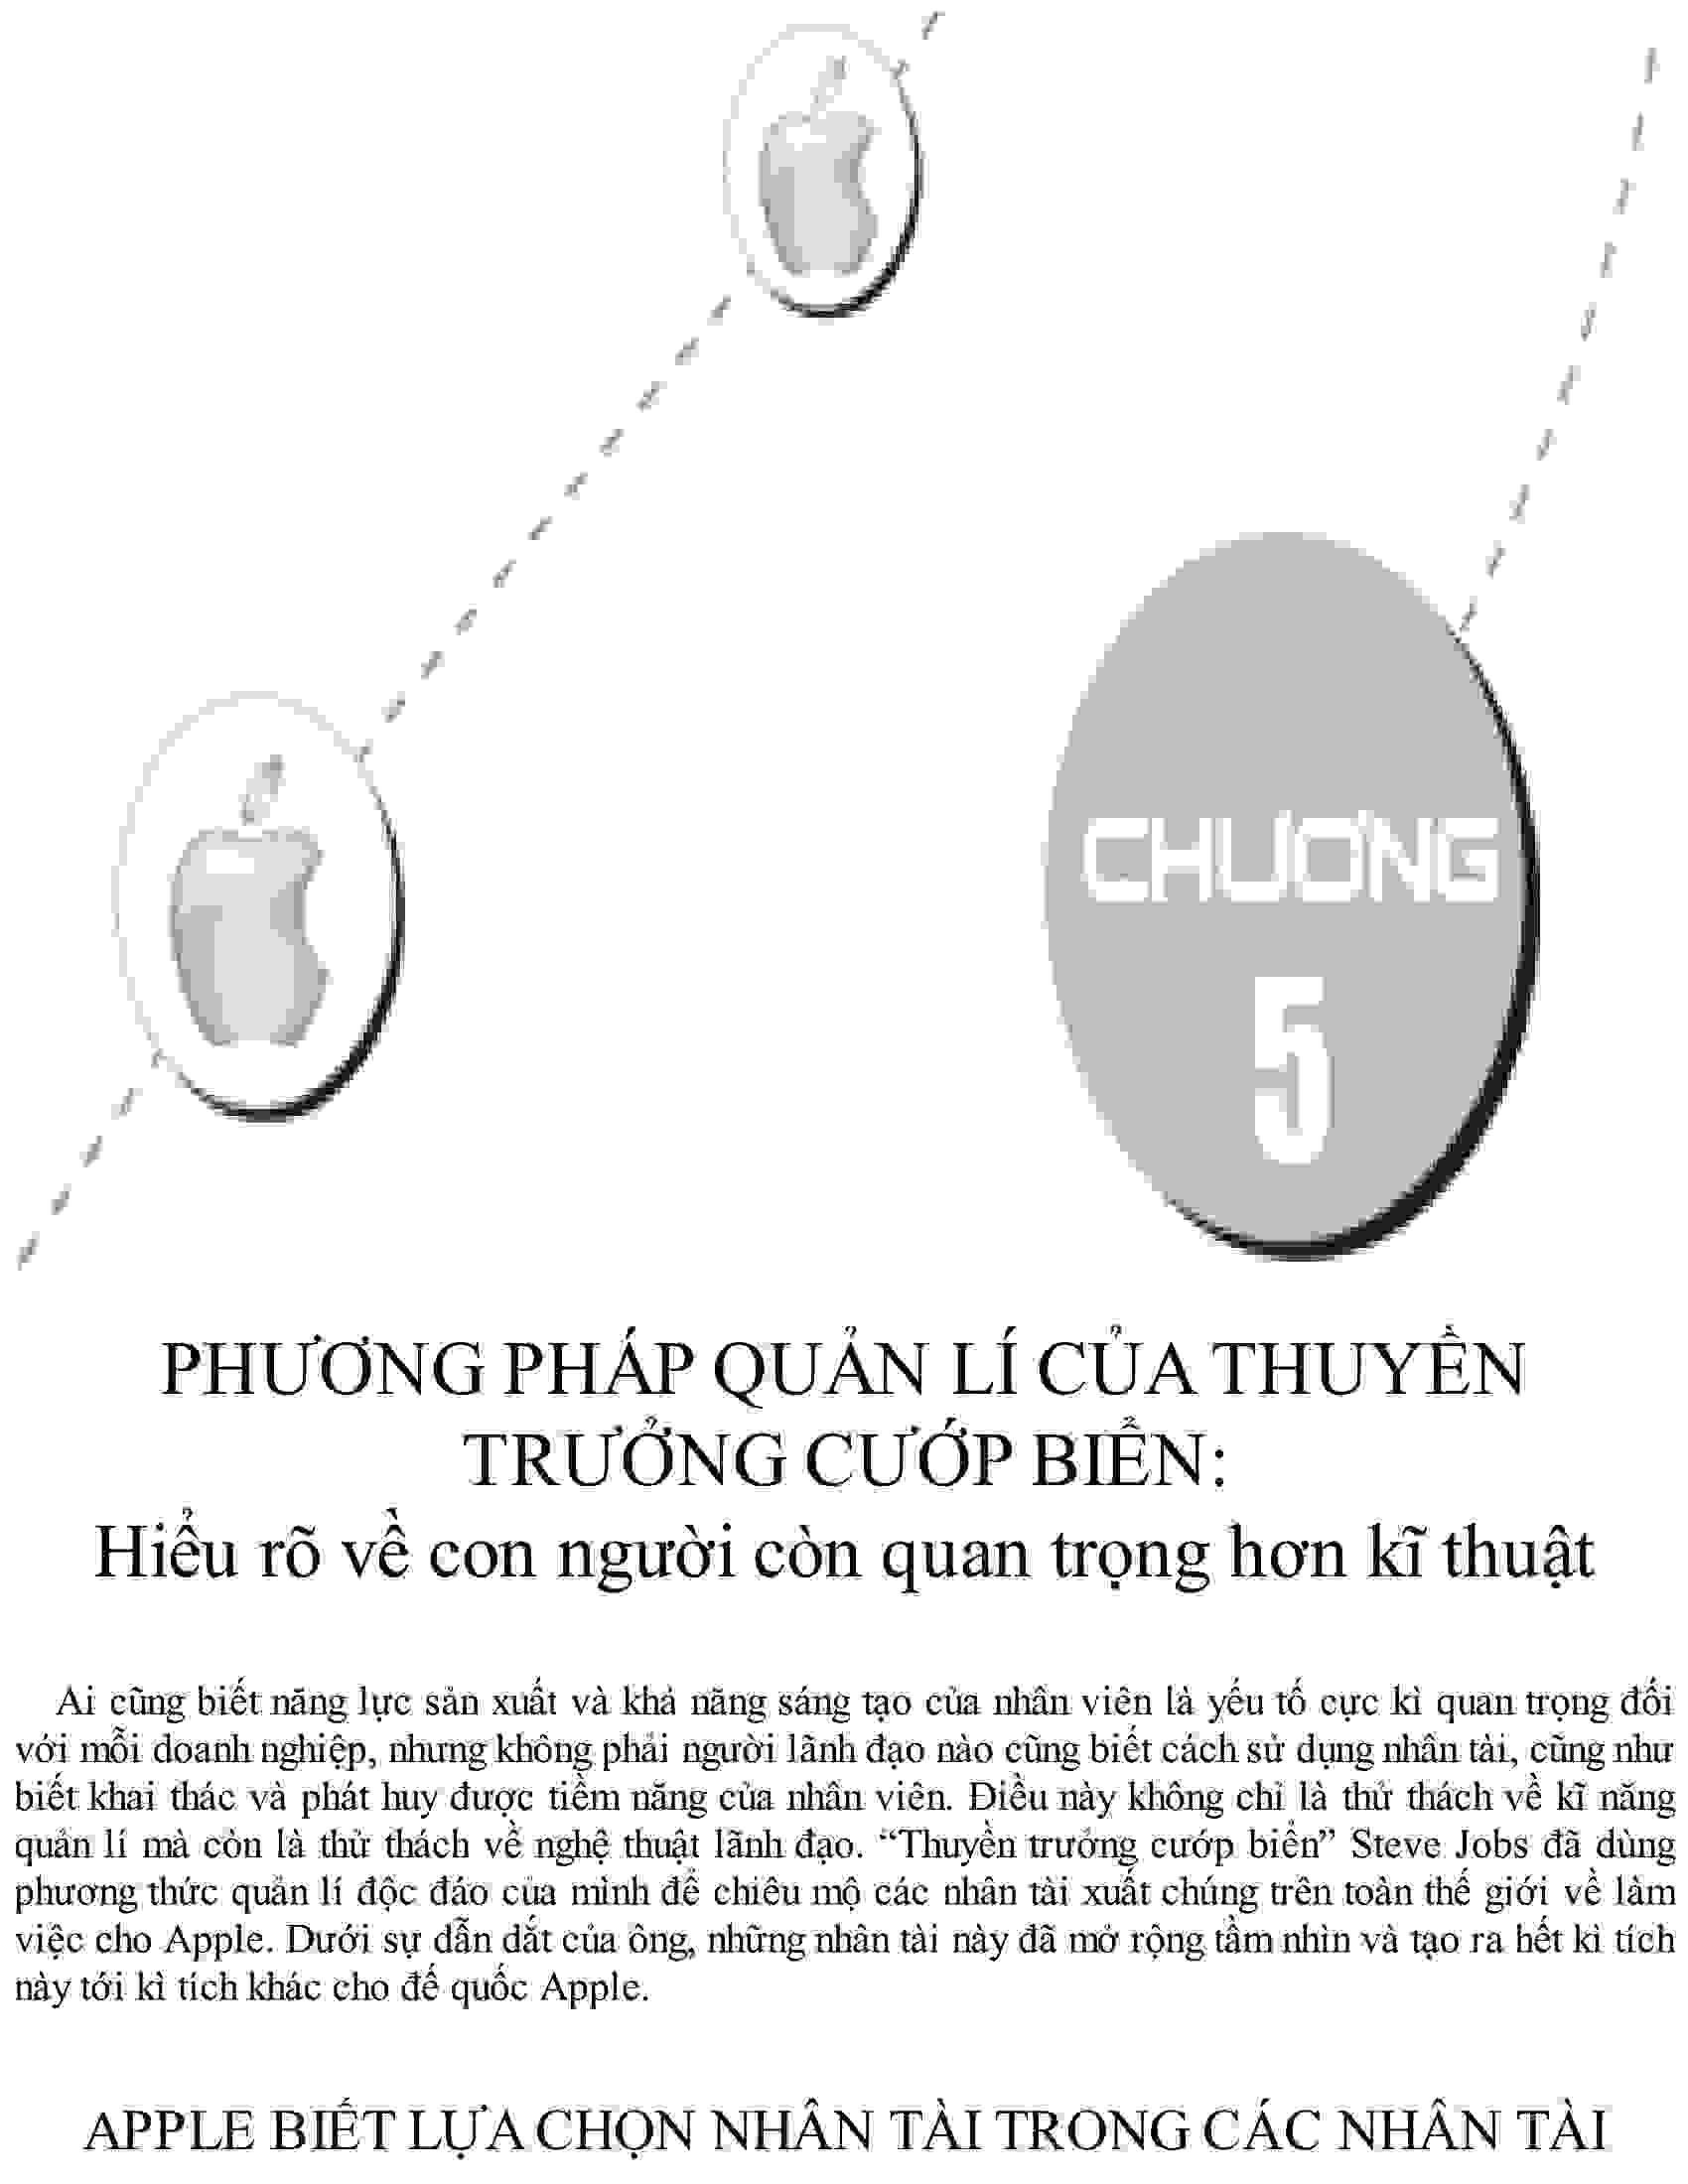 CHƯƠNG
5
PHƯƠNG PHÁP QUẢN LÍ CỦA THUYỀN
TRƯỞNG CƯỚP BIỂN:
Hiểu rõ về con người còn quan trọng hơn kĩ thuật
Ai cũng biết năng lực sản xuất và khả năng sáng tạo của nhân viên là yếu tố cực kì quan trọng đối
với mỗi doanh nghiệp, nhưng không phải người lãnh đạo nào cũng biết cách sử dụng nhân tài, cũng như
biết khai thác và phát huy được tiềm năng của nhân viên. Điều này không chỉ là thử thách về kĩ năng
quản lí mà còn là thử thách về nghệ thuật lãnh đạo. “Thuyền trưởng cướp biển” Steve Jobs đã dùng
phương thức quản lí độc đáo của mình để chiêu mộ các nhân tài xuất chúng trên toàn thế giới về làm
việc cho Apple. Dưới sự dẫn dắt của ông, những nhân tài này đã mở rộng tầm nhìn và tạo ra hết kì tích
này tới kì tích khác cho đế quốc Apple.
APPLE BIẾT LỰA CHỌN NHÂN TÀI TRONG CÁC NHÂN TÀI